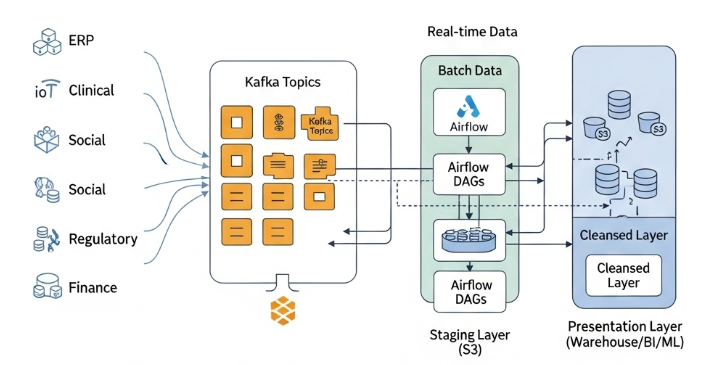 ERP
ioT
Clinical
Social
Social
Regulatory
Finance
Kafka Topics
Kafka
Topics
Real-time Data
Batch Data
Airflow
Airflow
DAGs
Airflow
DAGs
Staging Layer
(S3)
S3
S3
2
Cleansed Layer
Cleansed
Layer
Presentation Layer
(Warehouse/BI/ML)